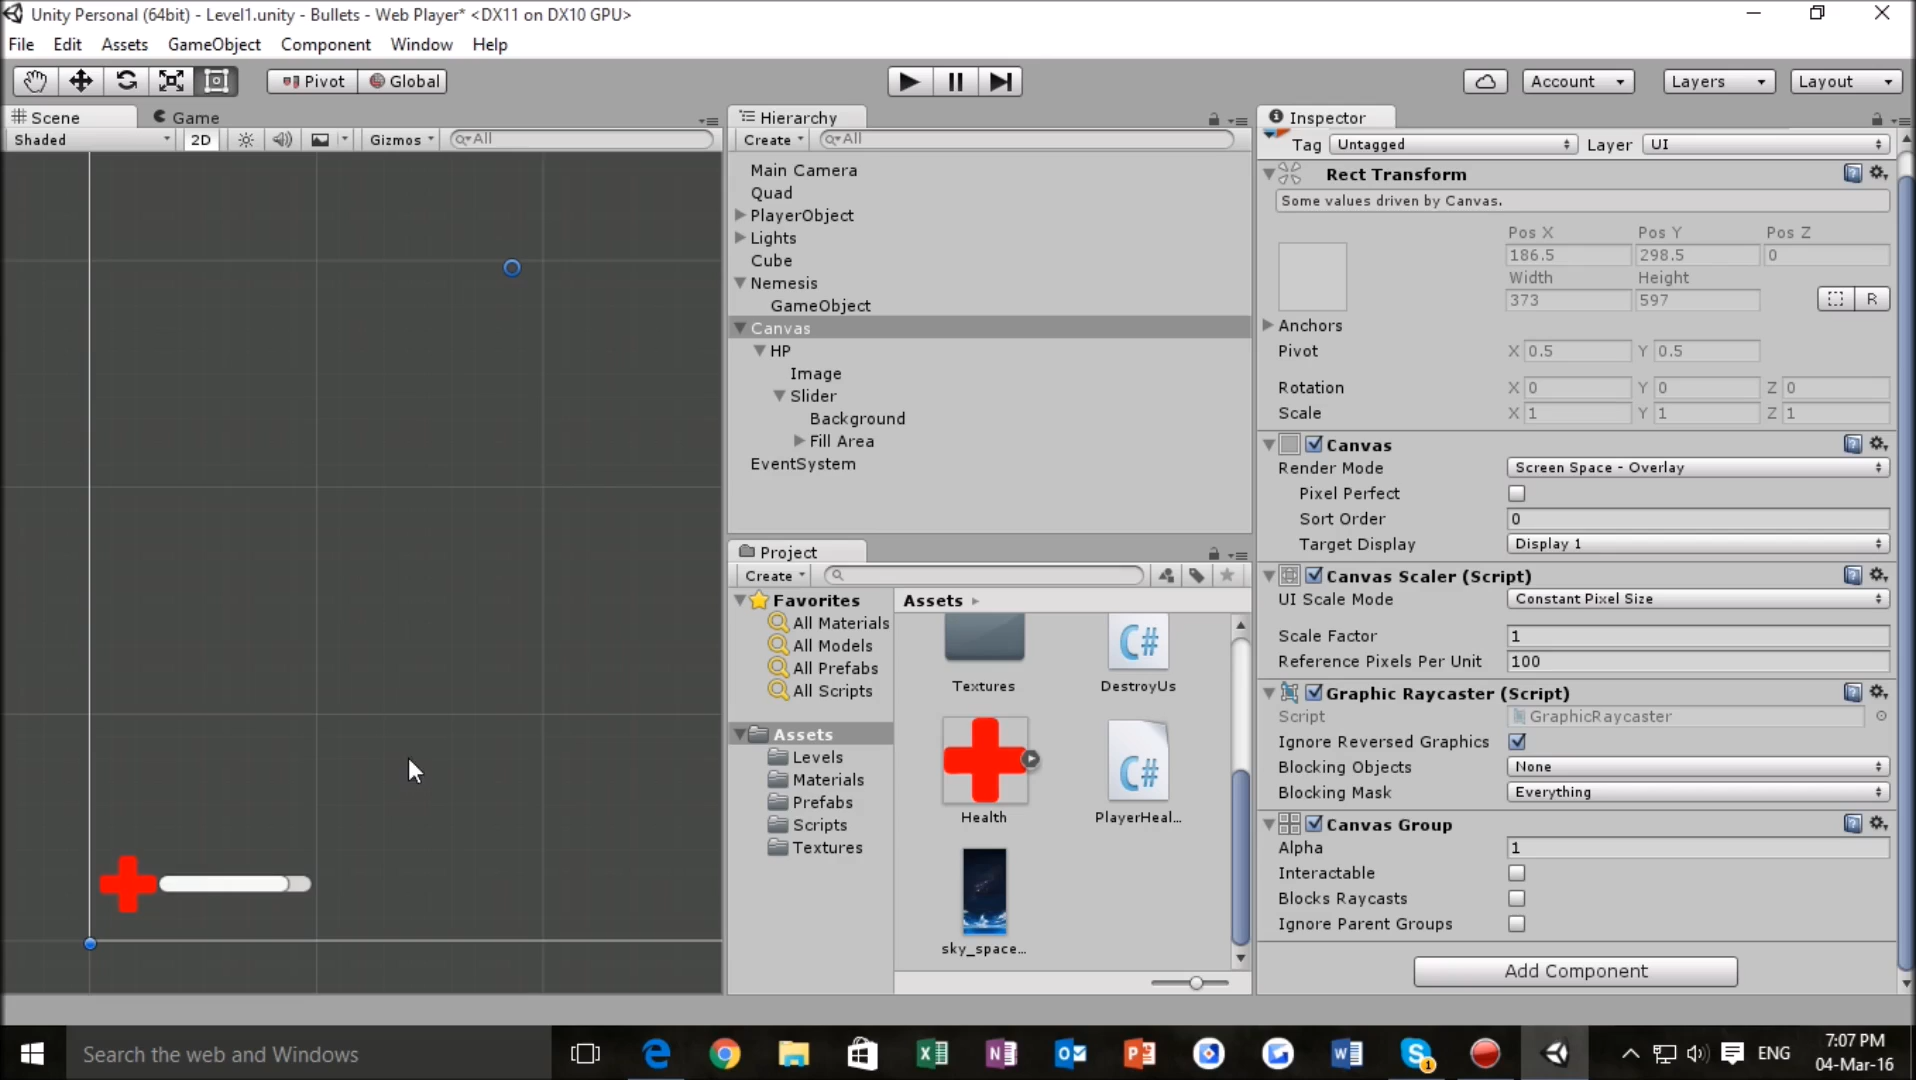 Unity Personal (64bit) - Level1.unity - Bullets - Web Player* <DX11 on DX10 GPU>
File Edit Assets GameObject Component Window Help
Pivot Global Account Layers Layout
Scene Game
Shaded 2D Gizmos All
Hierarchy
Create All
Main Camera
Quad
PlayerObject
Lights
Cube
Nemesis
GameObject
Canvas
HP
Image
Slider
Background
Fill Area
EventSystem
Project
Create
Favorites
All Materials
All Models
All Prefabs
All Scripts
Assets
Levels
Materials
Prefabs
Scripts
Textures
Assets
Textures
C#
DestroyUs
Health
C#
PlayerHeal...
sky_space...
Inspector
Tag Untagged Layer UI
Rect Transform
Some values driven by Canvas.
Pos X Pos Y Pos Z
186.5 298.5 0
Width Height
373 597
R
Anchors
Pivot X 0.5 Y 0.5
Rotation X 0 Y 0 Z 0
Scale X 1 Y 1 Z 1
Canvas
Render Mode Screen Space - Overlay
Pixel Perfect
Sort Order 0
Target Display Display 1
Canvas Scaler (Script)
UI Scale Mode Constant Pixel Size
Scale Factor 1
Reference Pixels Per Unit 100
Graphic Raycaster (Script)
Script GraphicRaycaster
Ignore Reversed Graphics
Blocking Objects None
Blocking Mask Everything
Canvas Group
Alpha 1
Interactable
Blocks Raycasts
Ignore Parent Groups
Add Component
Search the web and Windows
ENG
7:07 PM
04-Mar-16